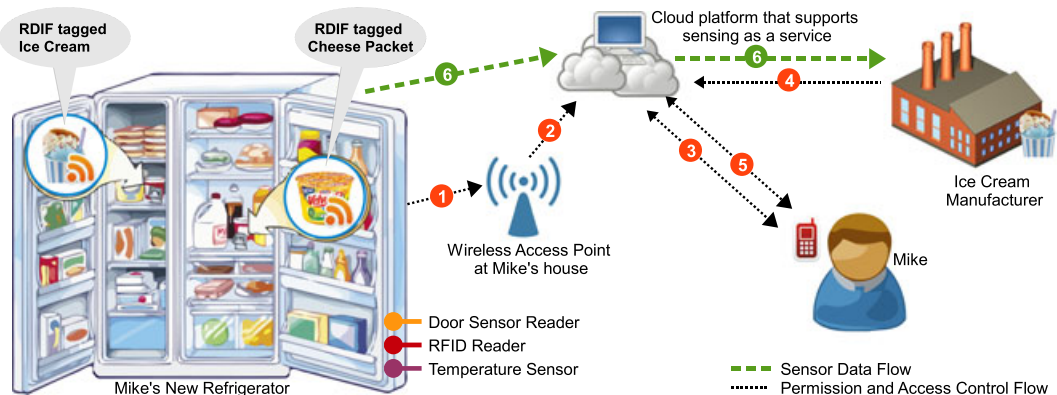 RDIF tagged
Ice Cream
RDIF tagged
Cheese Packet
Cloud platform that supports
sensing as a service
6
6
4
2
3
5
1
Ice Cream
Manufacturer
Wireless Access Point
at Mike's house
Mike
Door Sensor Reader
RFID Reader
Temperature Sensor
Mike's New Refrigerator
Sensor Data Flow
Permission and Access Control Flow